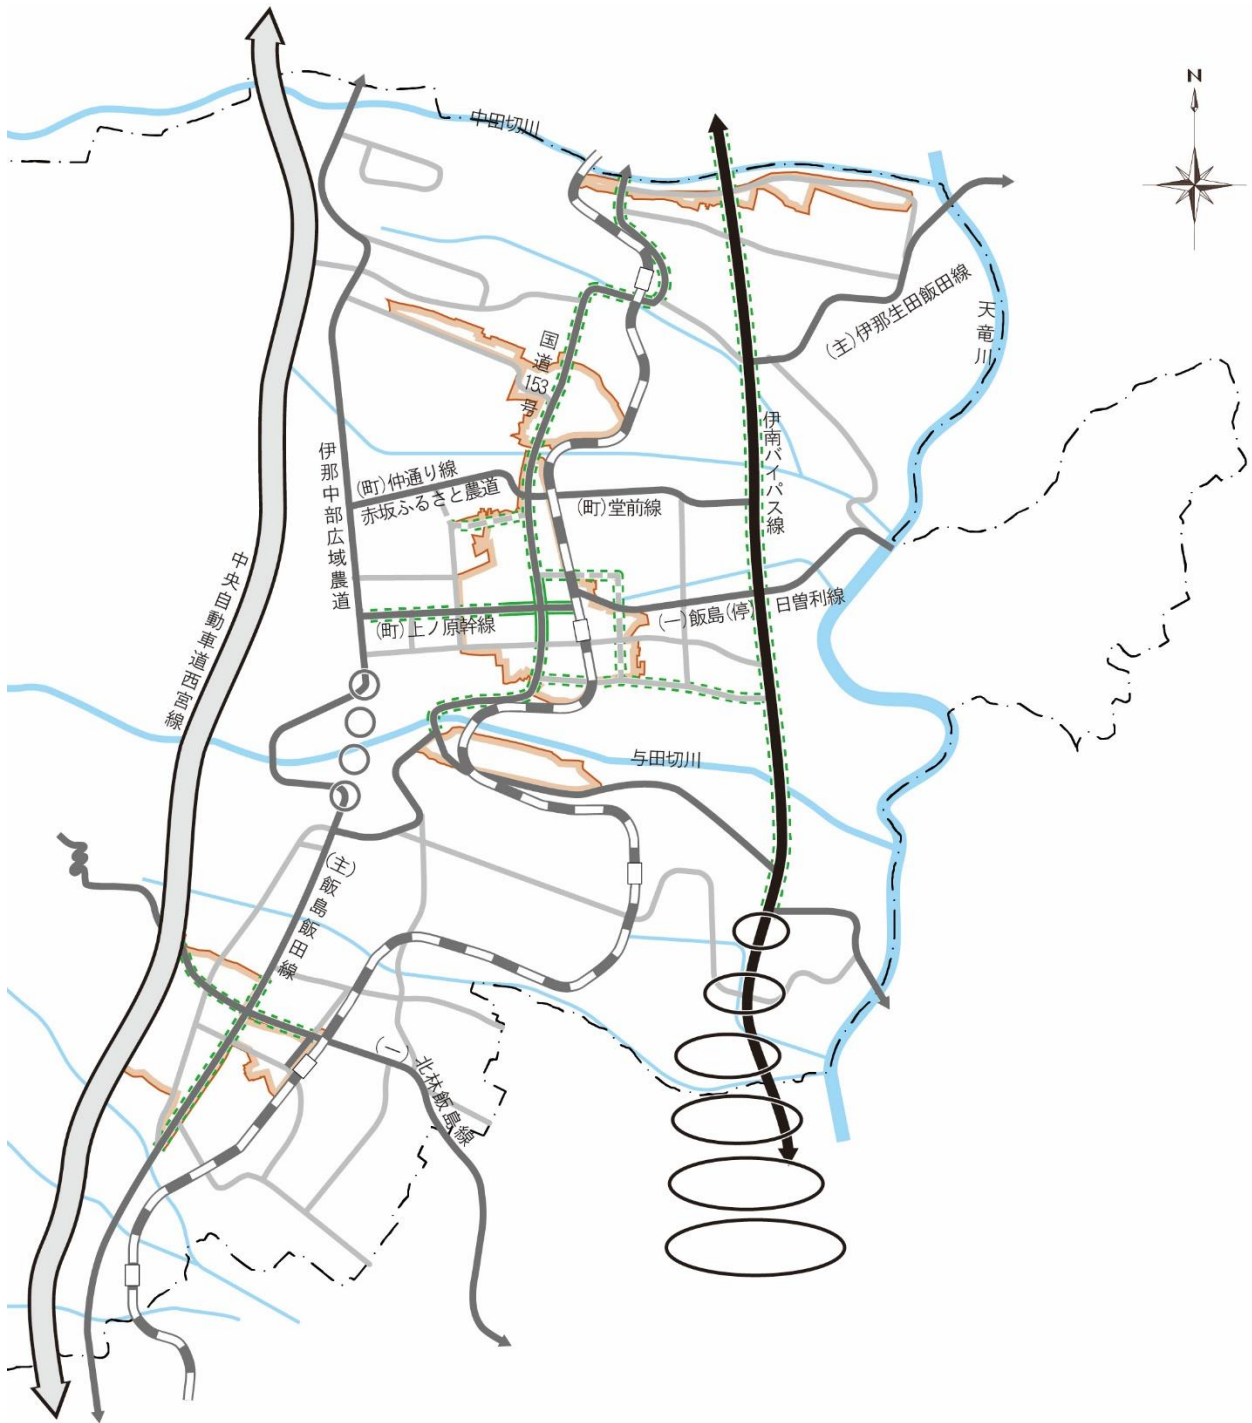 N
中田切川
(主)伊那生田飯田線
天竜川
国道153号
伊南バイパス線
伊那中部広域農道
(町)仲通り線
赤坂ふるさと農道
(町)堂前線
中央自動車道西宮線
(町)上ノ原幹線
(一)飯島(停) 日曽利線
与田切川
(主)飯島飯田線
(一)北林飯島線